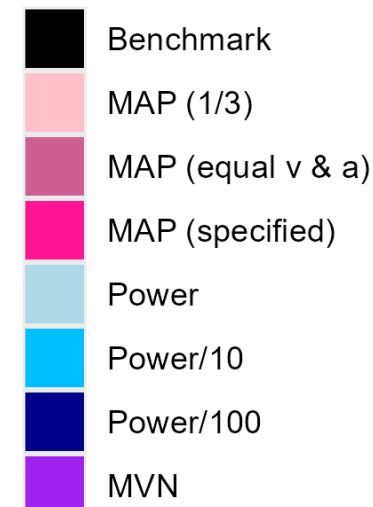 Benchmark
MAP (1/3)
MAP (equal v & a)
MAP (specified)
Power
Power/10
Power/100
MVN